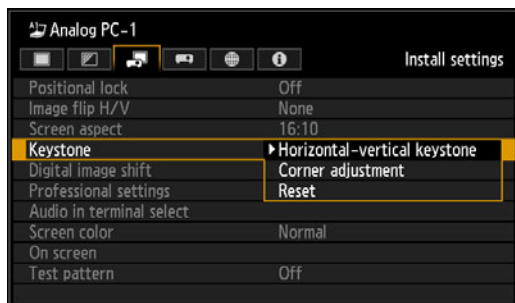 Analog PC-1
Install settings
Positional lock Off
Image flip H/V None
Screen aspect 16:10
Keystone Horizontal-vertical keystone
Digital image shift Corner adjustment
Professional settings Reset
Audio in terminal select
Screen color Normal
On screen
Test pattern Off